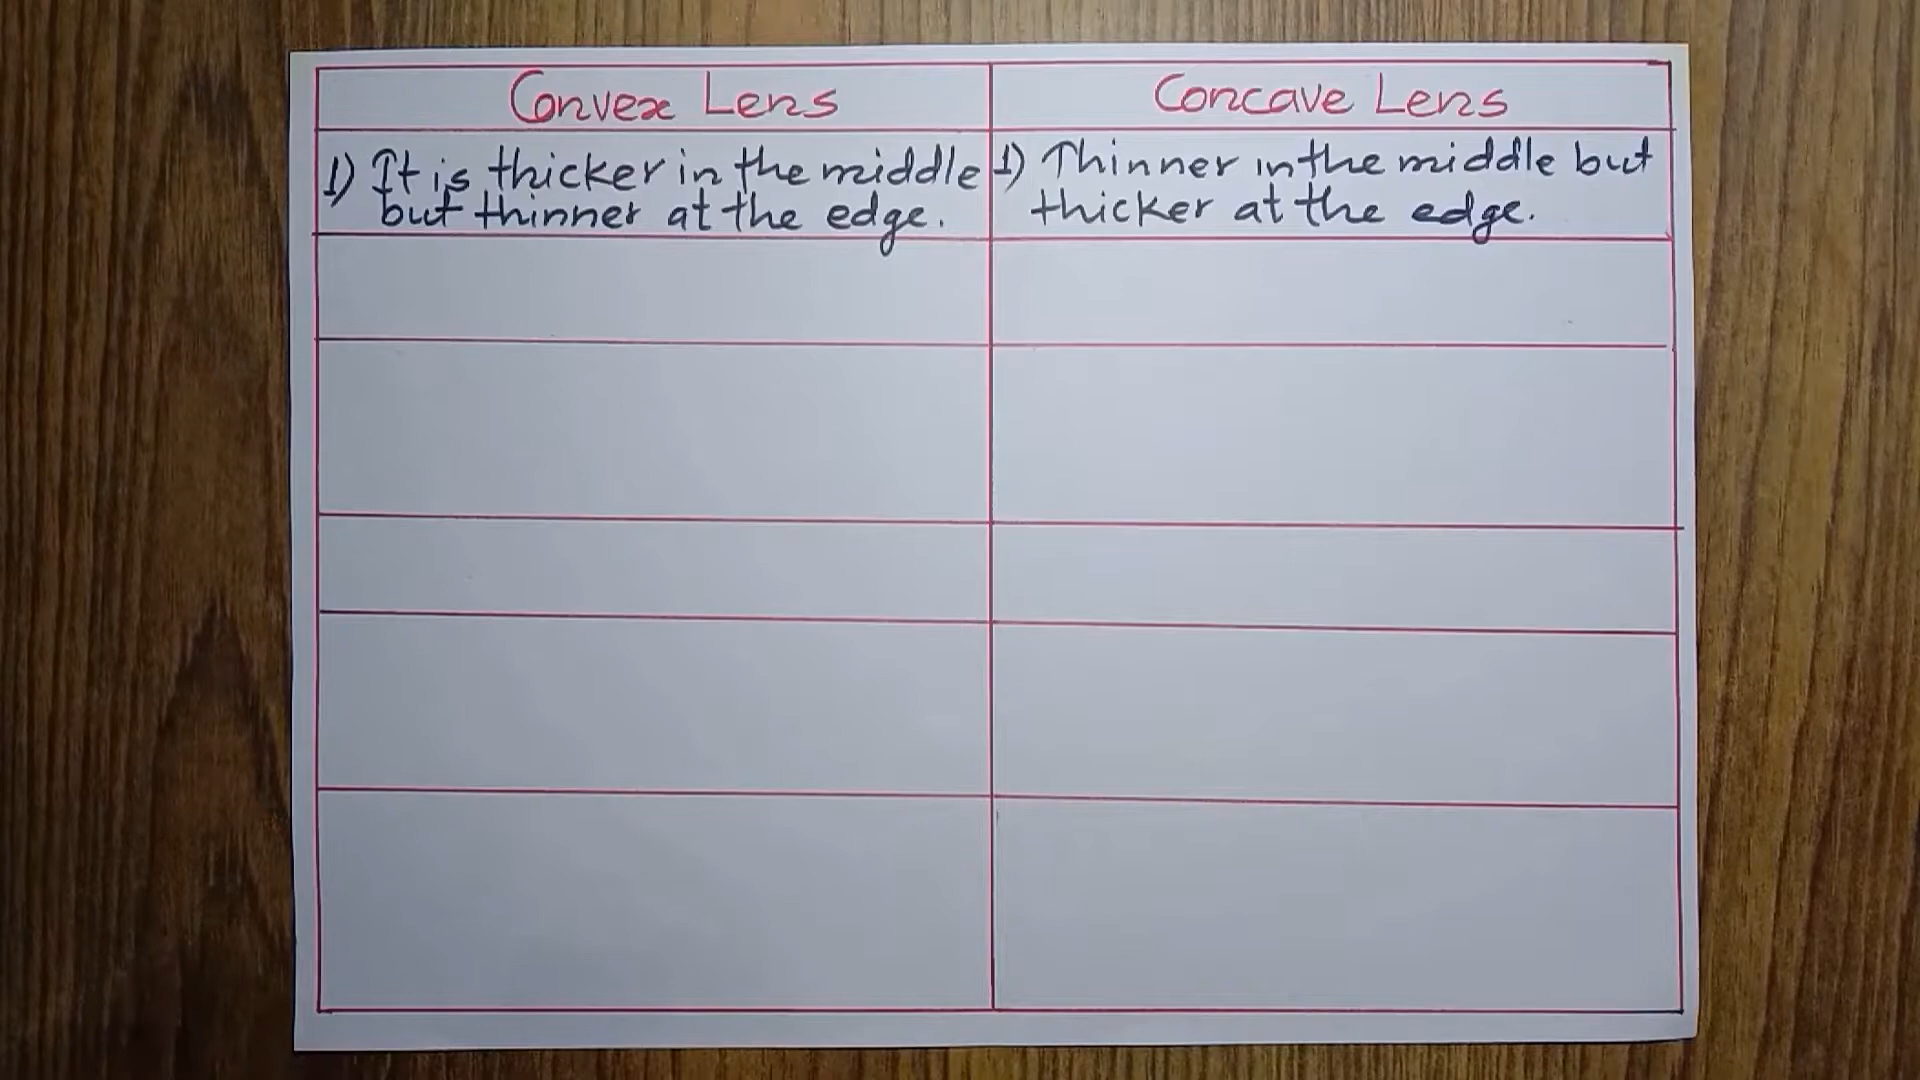 Convex Lens
Concave Lens
1) It is thicker in the middle
but thinner at the edge.
1) Thinner in the middle but
thicker at the edge.